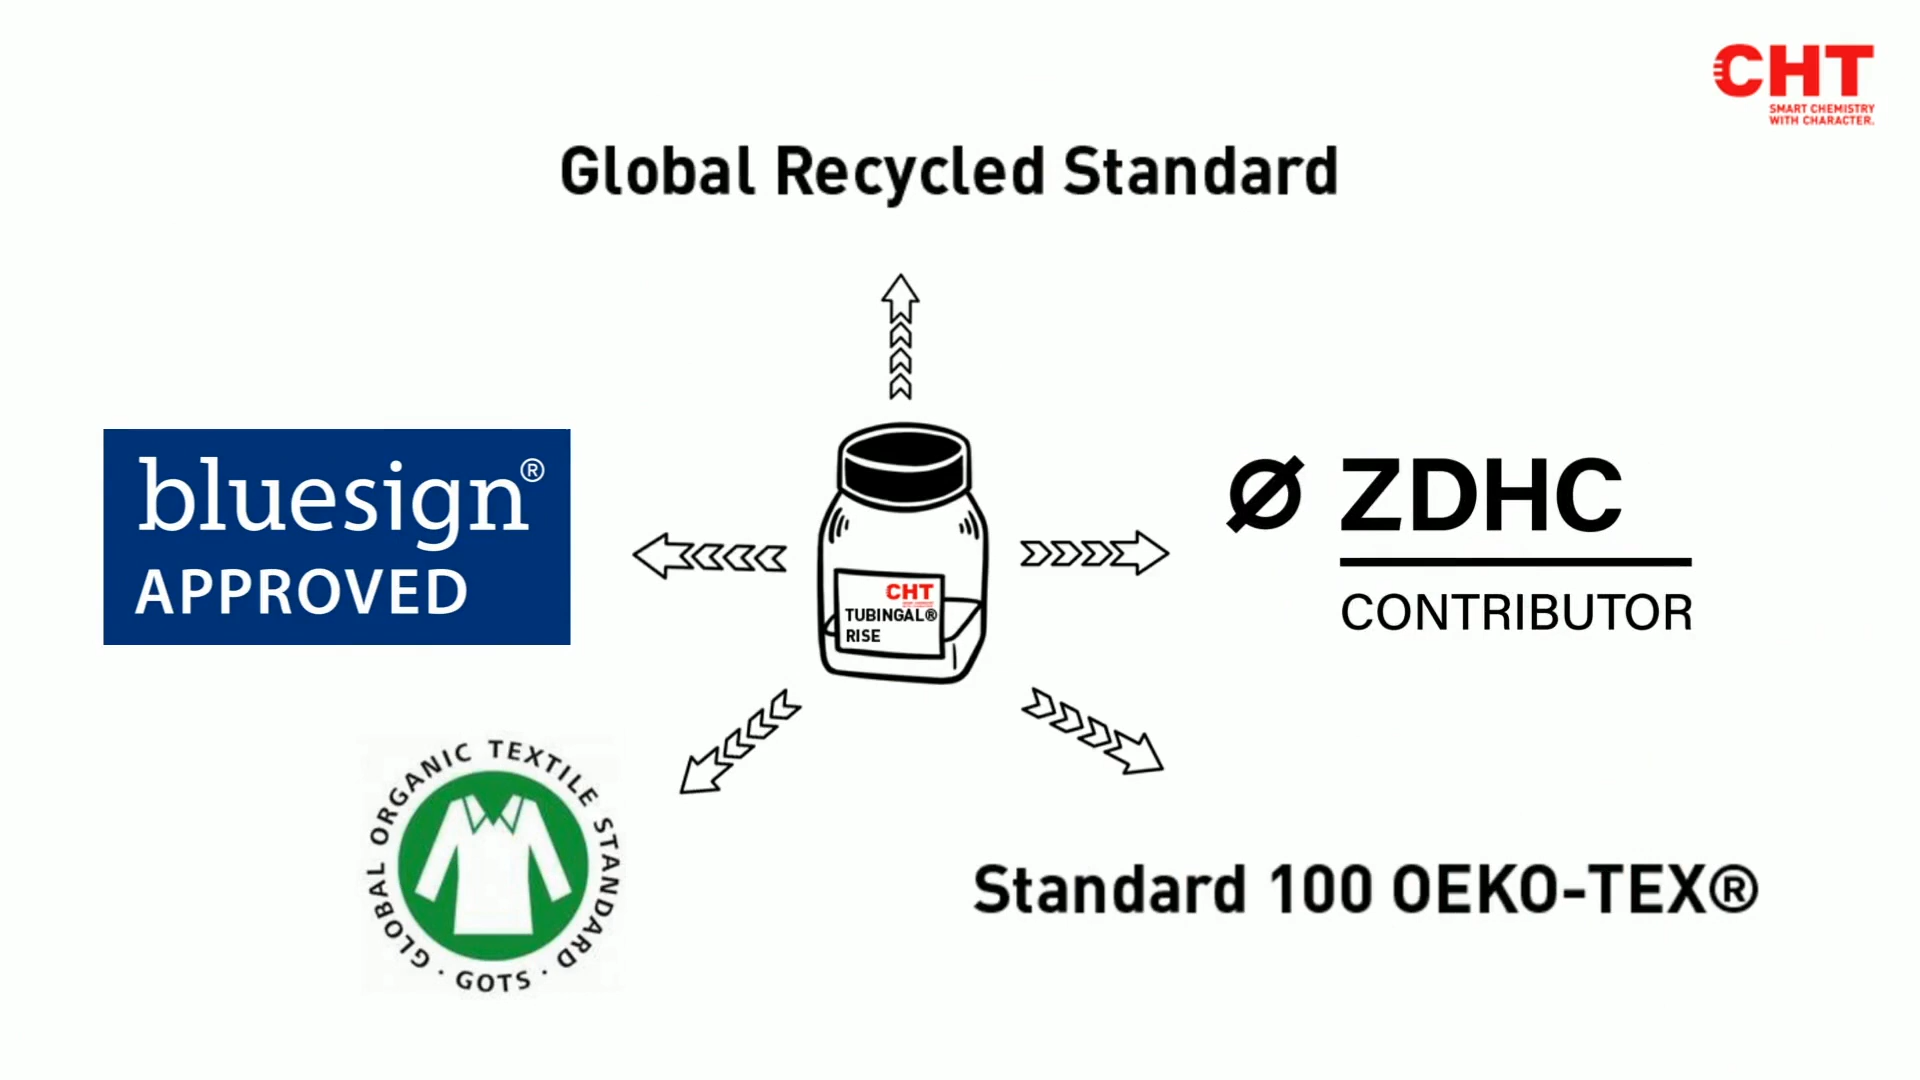 CHT
SMART CHEMISTRY
WITH CHARACTER.
Global Recycled Standard
bluesign®
APPROVED
ZDHC
CONTRIBUTOR
CHT
TUBINGAL®
RISE
GLOBAL ORGANIC TEXTILE STANDARD · GOTS ·
Standard 100 OEKO-TEX®